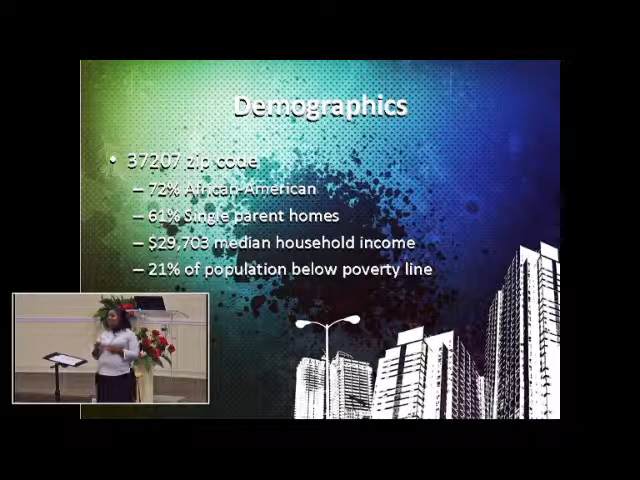 Demographics
• 37207 zip code
– 72% African-American
– 61% Single parent homes
– $29,703 median household income
– 21% of population below poverty line